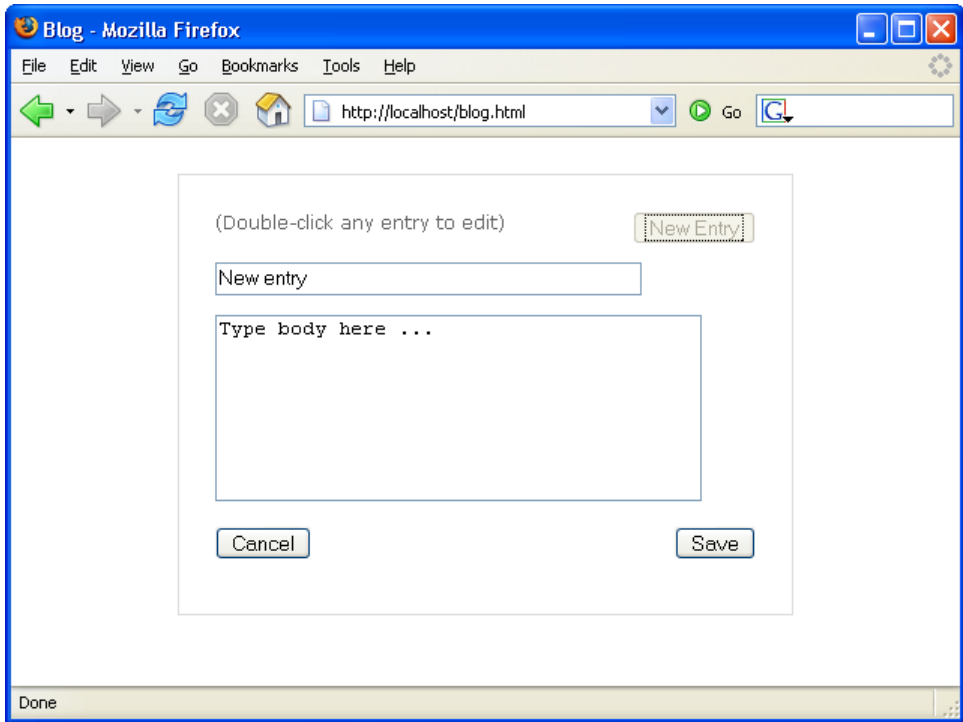 Blog - Mozilla Firefox
File Edit View Go Bookmarks Tools Help
http://localhost/blog.html Go G
(Double-click any entry to edit) New Entry
New entry
Type body here ...
Cancel Save
Done